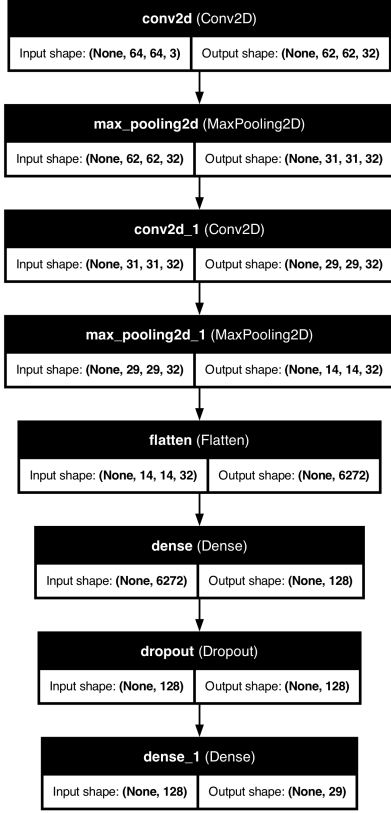 conv2d (Conv2D)
Input shape: (None, 64, 64, 3) Output shape: (None, 62, 62, 32)
max_pooling2d (MaxPooling2D)
Input shape: (None, 62, 62, 32) Output shape: (None, 31, 31, 32)
conv2d_1 (Conv2D)
Input shape: (None, 31, 31, 32) Output shape: (None, 29, 29, 32)
max_pooling2d_1 (MaxPooling2D)
Input shape: (None, 29, 29, 32) Output shape: (None, 14, 14, 32)
flatten (Flatten)
Input shape: (None, 14, 14, 32) Output shape: (None, 6272)
dense (Dense)
Input shape: (None, 6272) Output shape: (None, 128)
dropout (Dropout)
Input shape: (None, 128) Output shape: (None, 128)
dense_1 (Dense)
Input shape: (None, 128) Output shape: (None, 29)